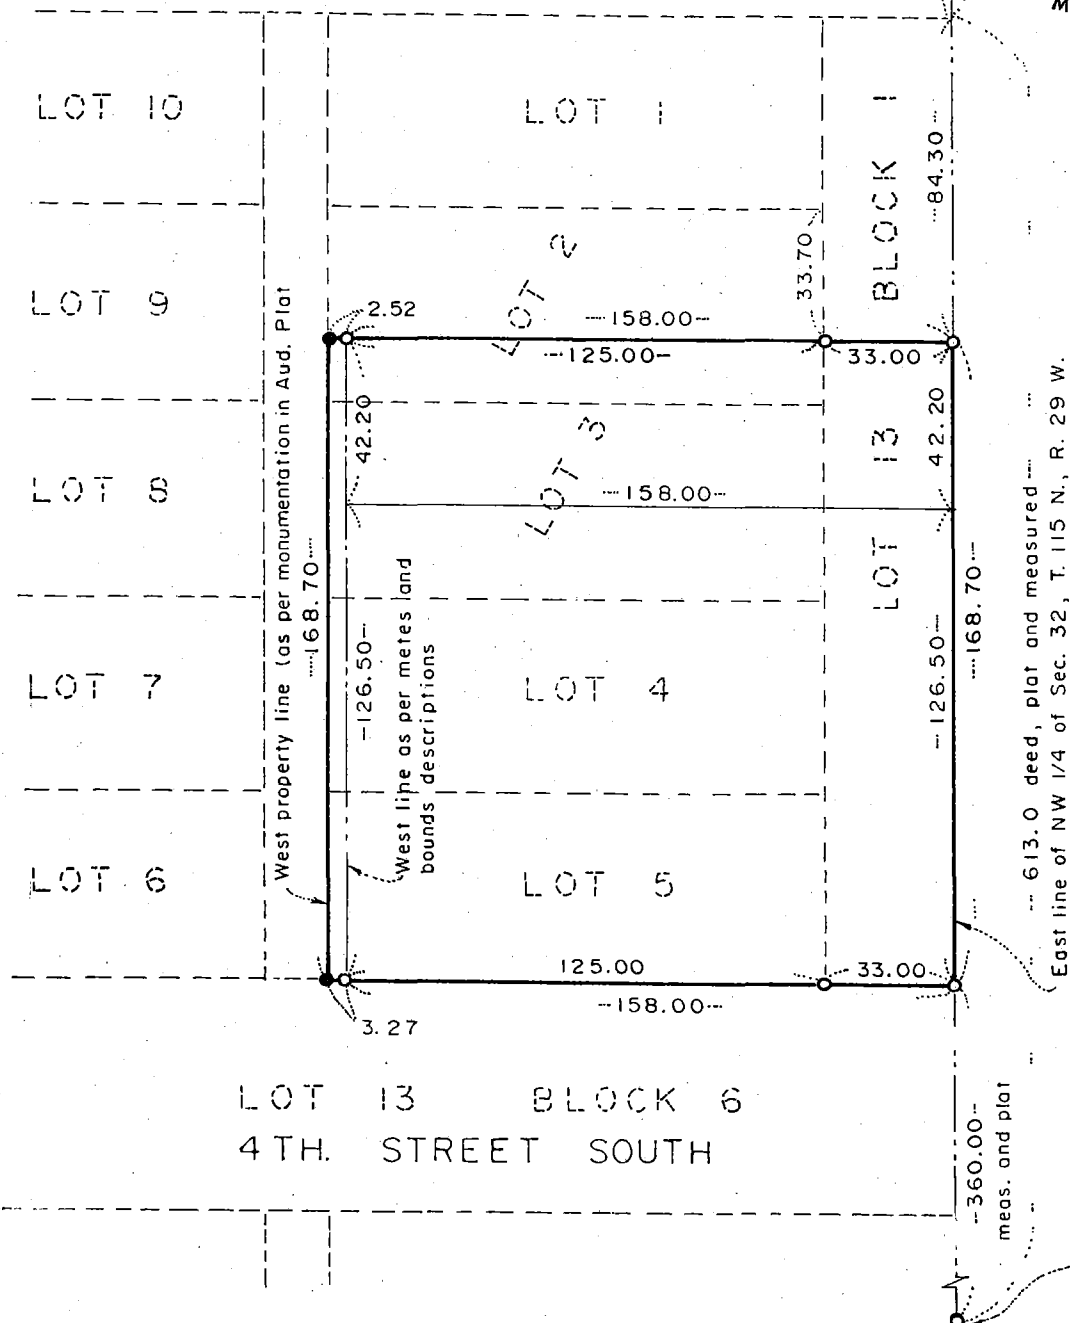 M
LOT 10
LOT 1
BLOCK 1
---84.30---
LOT 9
LOT 2
33.70
2.52
---158.00---
---125.00---
33.00
42.20
42.20
LOT 8
LOT 3
LOT 13
---158.00---
West property line (as per monumentation in Aud. Plat
---168.70---
--126.50--
West line as per metes and
bounds descriptions
--126.50---
---168.70---
--- 613.0 deed, plat and measured ---
East line of NW 1/4 of Sec. 32, T. 115 N., R. 29 W.
LOT 7
LOT 4
LOT 6
LOT 5
125.00
33.00
--158.00---
3.27
LOT 13 BLOCK 6
4TH. STREET SOUTH
--360.00--
meas. and plat